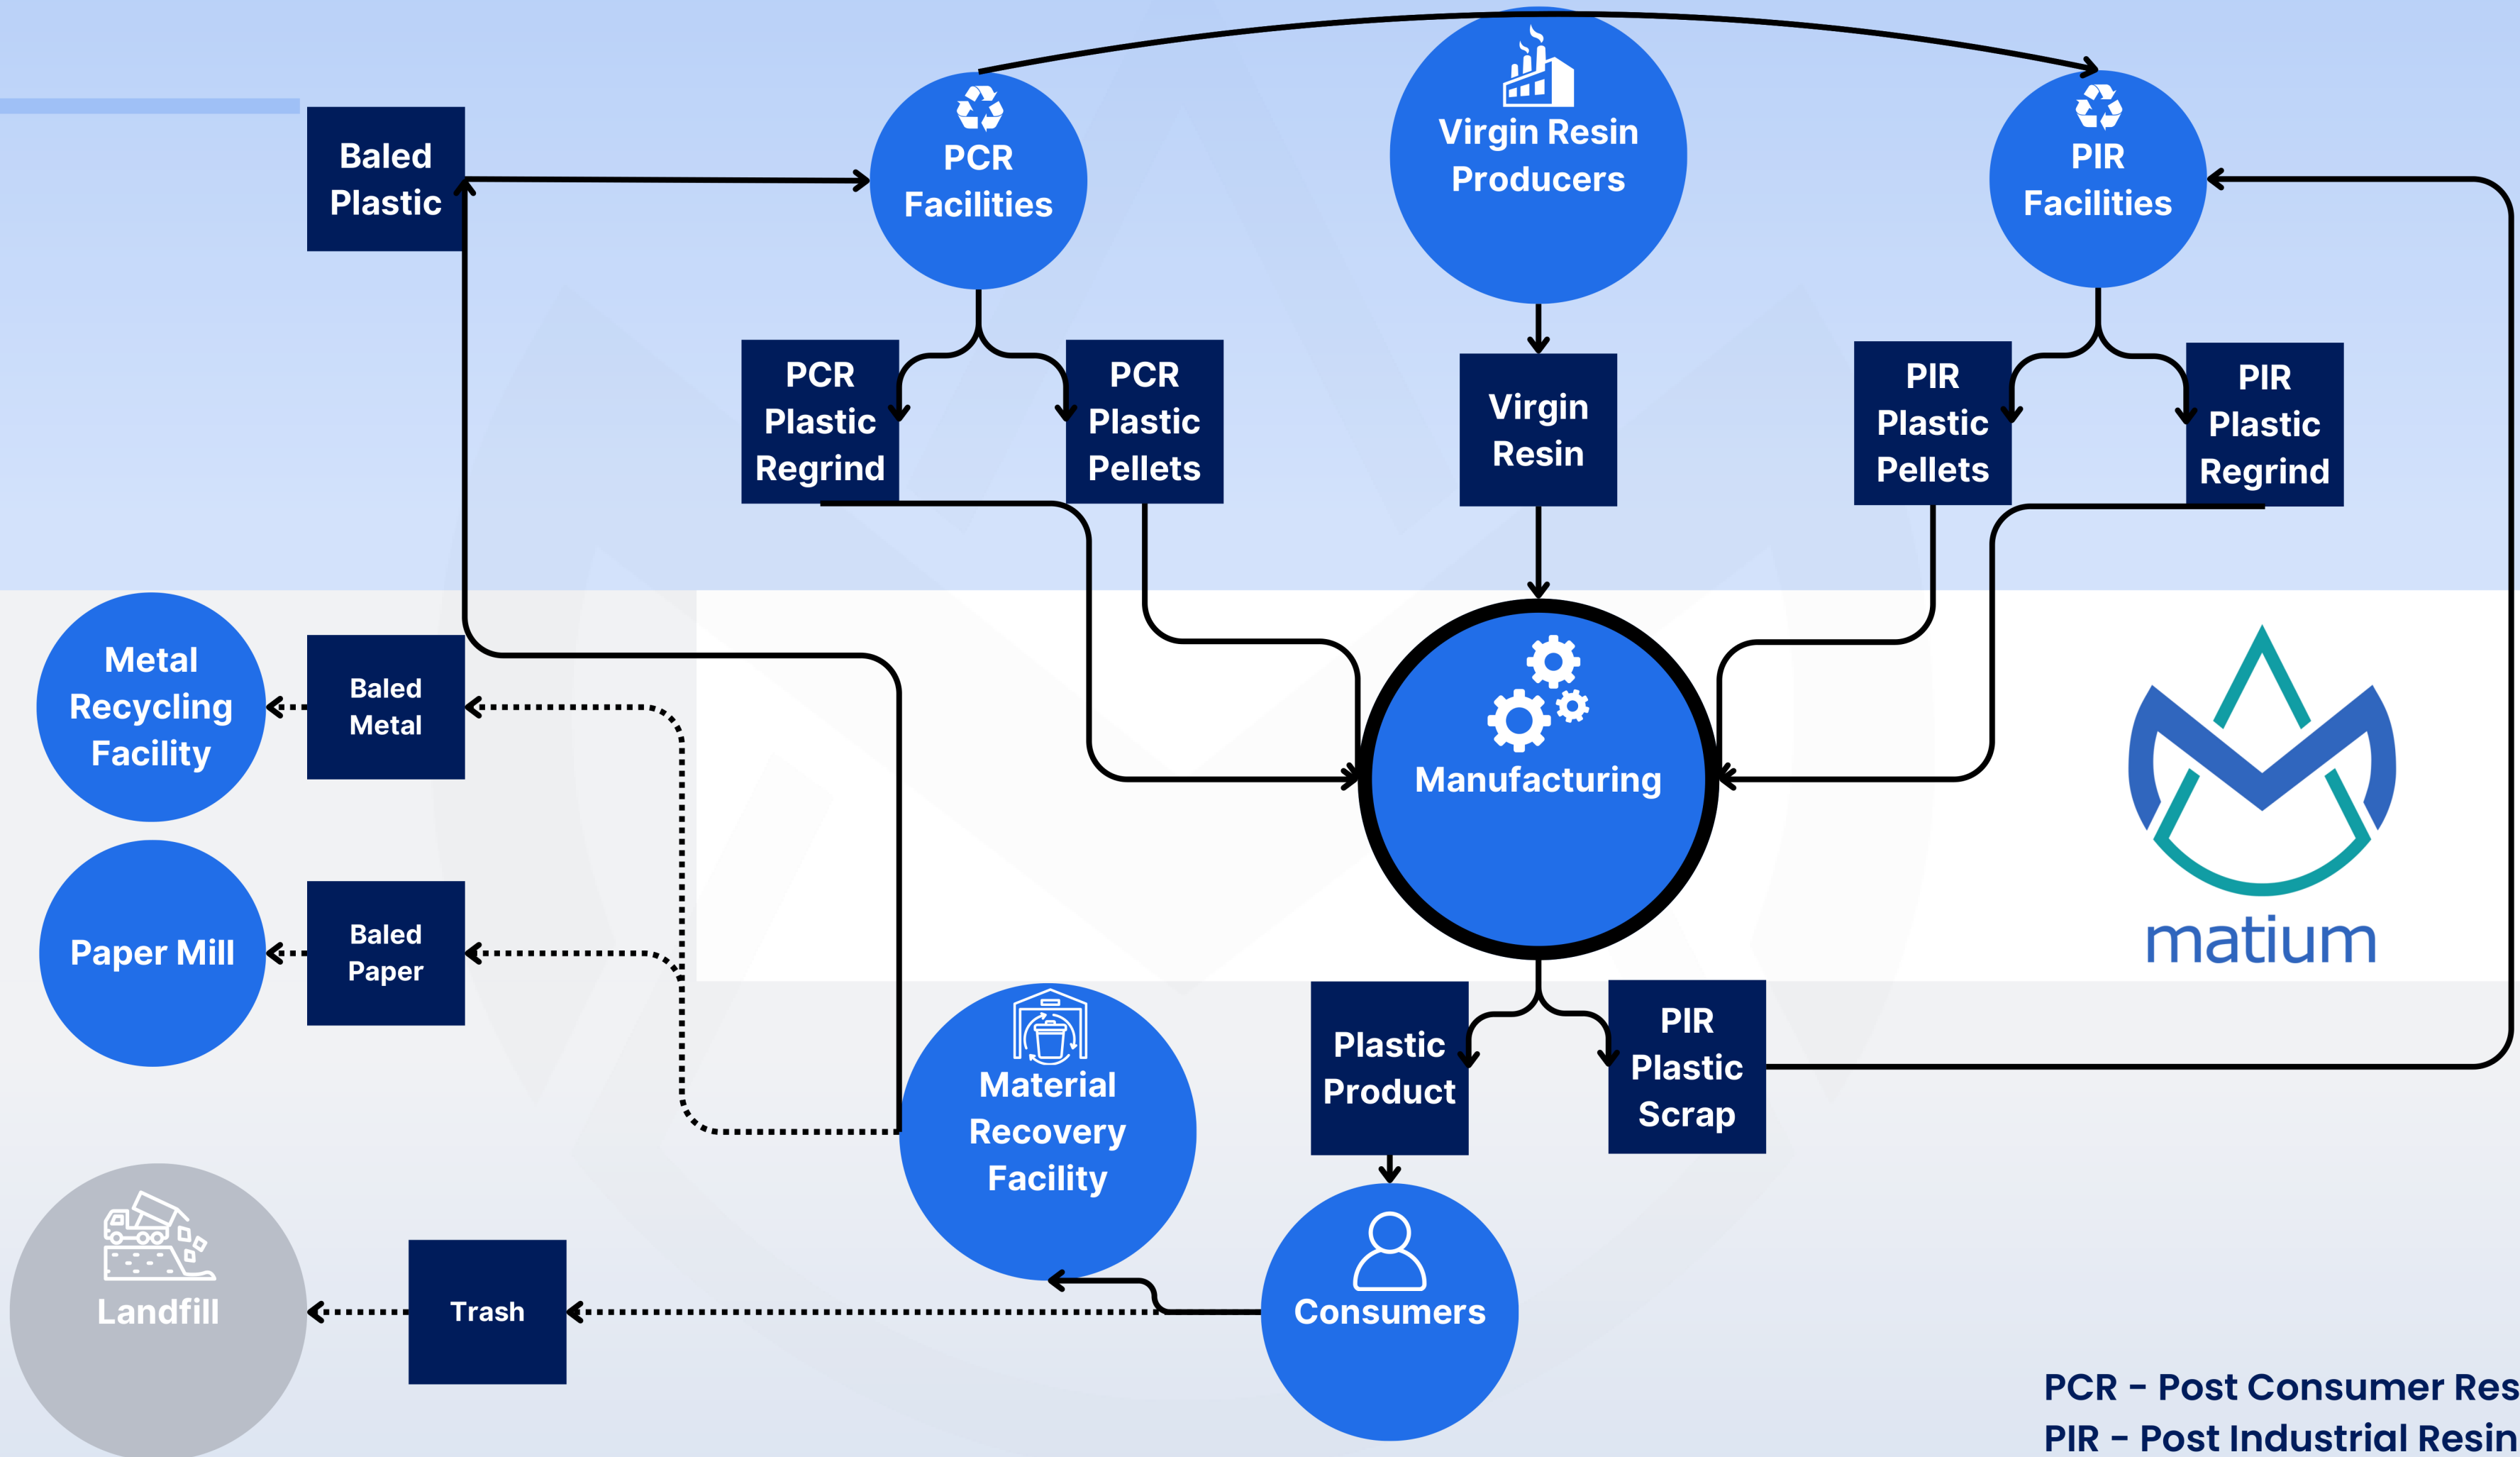 Baled
Plastic
PCR
Facilities
Virgin Resin
Producers
PIR
Facilities
PCR
Plastic
Regrind
PCR
Plastic
Pellets
Virgin
Resin
PIR
Plastic
Pellets
PIR
Plastic
Regrind
Metal
Recycling
Facility
Baled
Metal
Manufacturing
matium
Paper Mill
Baled
Paper
Material
Recovery
Facility
Plastic
Product
PIR
Plastic
Scrap
Landfill
Trash
Consumers
PCR - Post Consumer Res
PIR - Post Industrial Resin